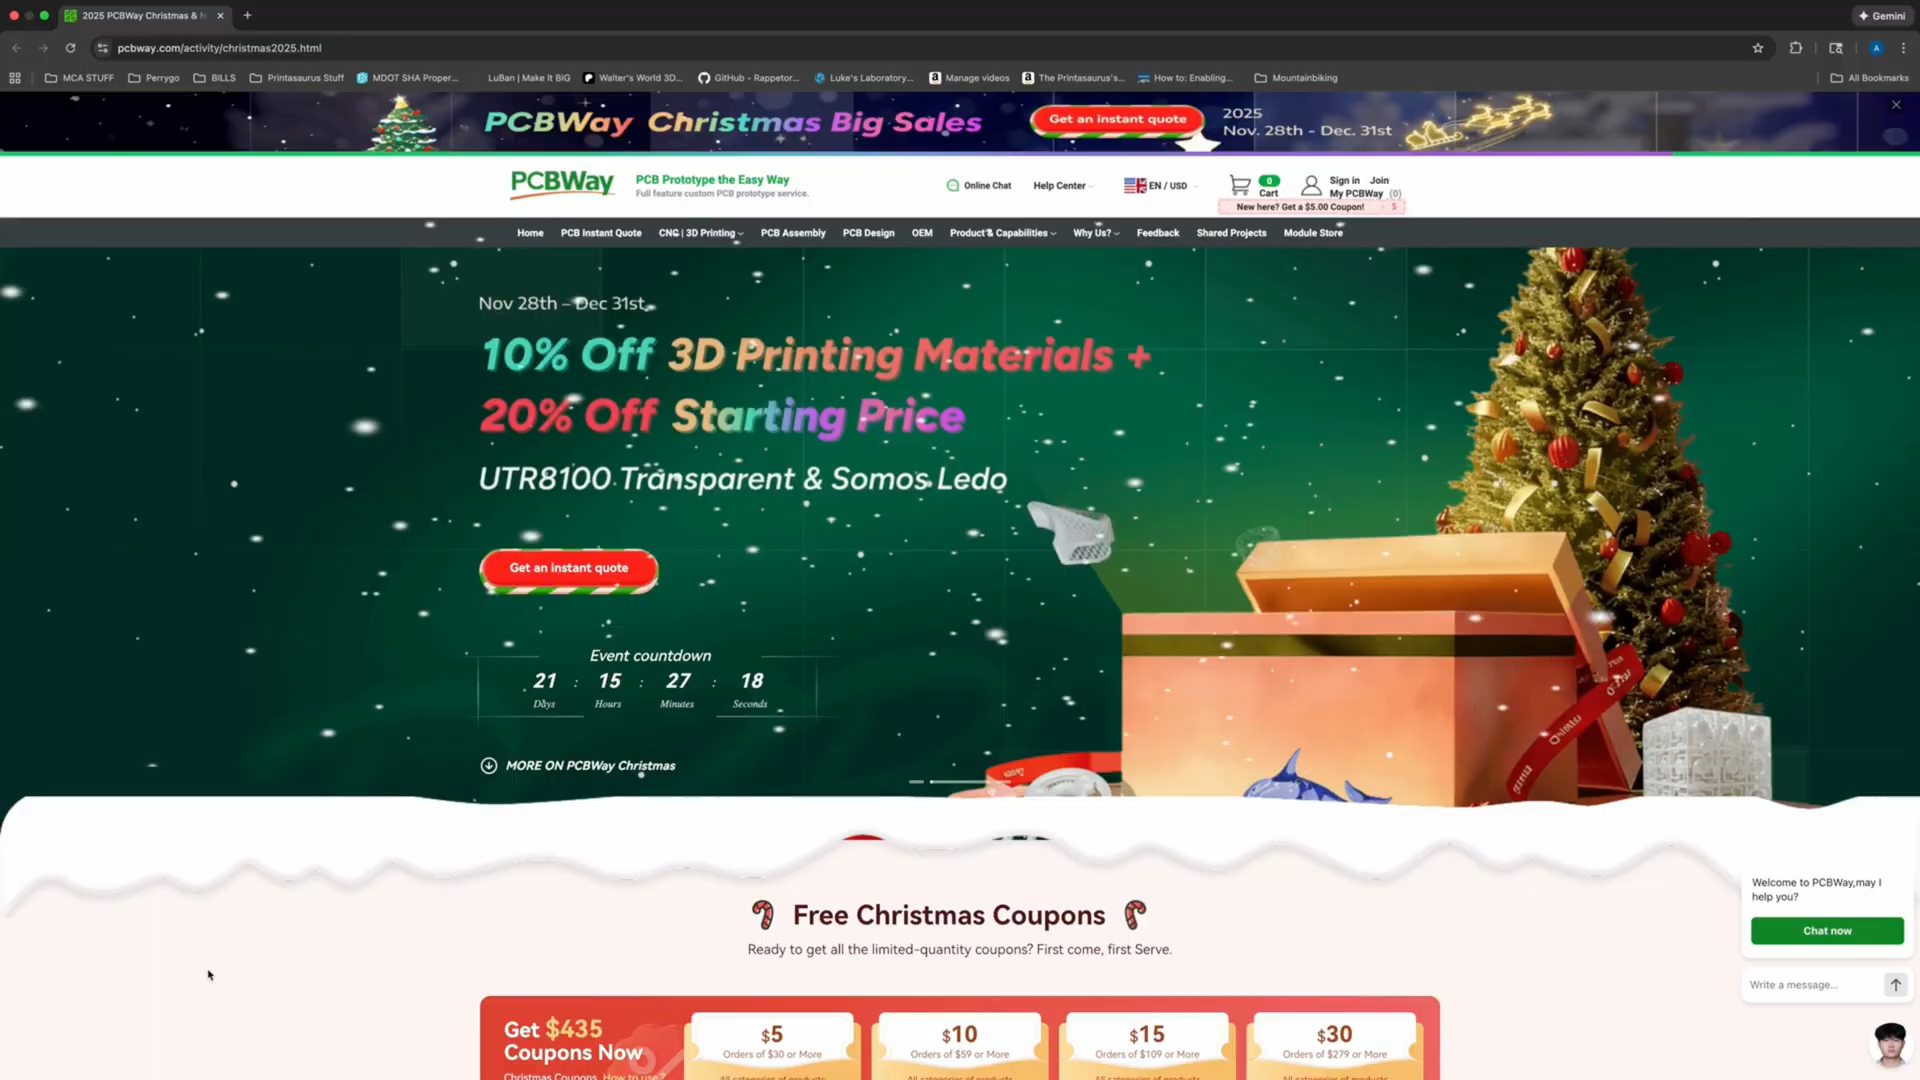 2025 PCBWay Christmas & N
Gemini
pcbway.com/activity/christmas2025.html
A
MCA STUFF
Perrygo
BILLS
Printasaurus Stuff
MDOT SHA Proper...
LuBan | Make It BIG
Walter's World 3D...
GitHub - Rappetor...
Luke's Laboratory...
Manage videos
The Printasaurus's...
How to: Enabling...
Mountainbiking
All Bookmarks
PCBWay Christmas Big Sales
Get an instant quote
2025
Nov. 28th - Dec. 31st
PCBWay
PCB Prototype the Easy Way
Full feature custom PCB prototype service.
Online Chat
Help Center
EN / USD
0
Cart
Sign in Join
My PCBWay (0)
New here? Get a $5.00 Coupon!
Home
PCB Instant Quote
CNC | 3D Printing
PCB Assembly
PCB Design
OEM
Product & Capabilities
Why Us?
Feedback
Shared Projects
Module Store
Nov 28th – Dec 31st
10% Off 3D Printing Materials +
20% Off Starting Price
UTR8100 Transparent & Somos Ledo
Get an instant quote
Event countdown
21 : 15 : 27 : 18
Days Hours Minutes Seconds
MORE ON PCBWay Christmas
Free Christmas Coupons
Ready to get all the limited-quantity coupons? First come, first Serve.
Get $435
Coupons Now
Christmas Coupons. How to use?
$5
Orders of $30 or More
$10
Orders of $59 or More
$15
Orders of $109 or More
$30
Orders of $279 or More
All categories of products
All categories of products
All categories of products
All categories of products
Welcome to PCBWay,may I
help you?
Chat now
Write a message...